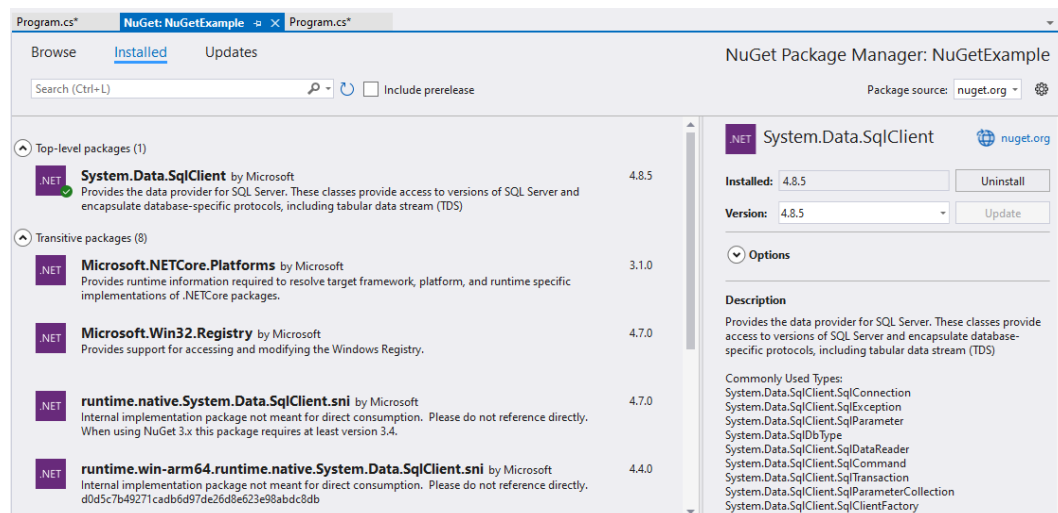 Program.cs*
NuGet: NuGetExample
Program.cs*
Browse Installed Updates
NuGet Package Manager: NuGetExample
Search (Ctrl+L)
Include prerelease
Package source: nuget.org
Top-level packages (1)
.NET
System.Data.SqlClient by Microsoft
4.8.5
Provides the data provider for SQL Server. These classes provide access to versions of SQL Server and
encapsulate database-specific protocols, including tabular data stream (TDS)
Transitive packages (8)
.NET
Microsoft.NETCore.Platforms by Microsoft
3.1.0
Provides runtime information required to resolve target framework, platform, and runtime specific
implementations of .NETCore packages.
.NET
Microsoft.Win32.Registry by Microsoft
4.7.0
Provides support for accessing and modifying the Windows Registry.
.NET
runtime.native.System.Data.SqlClient.sni by Microsoft
4.7.0
Internal implementation package not meant for direct consumption. Please do not reference directly.
When using NuGet 3.x this package requires at least version 3.4.
.NET
runtime.win-arm64.runtime.native.System.Data.SqlClient.sni by Microsoft
4.4.0
Internal implementation package not meant for direct consumption. Please do not reference directly.
d0d5c7b49271cadb6d97de26d8e623e98abdc8db
.NET
System.Data.SqlClient
nuget.org
Installed: 4.8.5
Uninstall
Version: 4.8.5
Update
Options
Description
Provides the data provider for SQL Server. These classes provide
access to versions of SQL Server and encapsulate database-
specific protocols, including tabular data stream (TDS)
Commonly Used Types:
System.Data.SqlClient.SqlConnection
System.Data.SqlClient.SqlException
System.Data.SqlClient.SqlParameter
System.Data.SqlDbType
System.Data.SqlClient.SqlDataReader
System.Data.SqlClient.SqlCommand
System.Data.SqlClient.SqlTransaction
System.Data.SqlClient.SqlParameterCollection
System.Data.SqlClient.SqlClientFactory